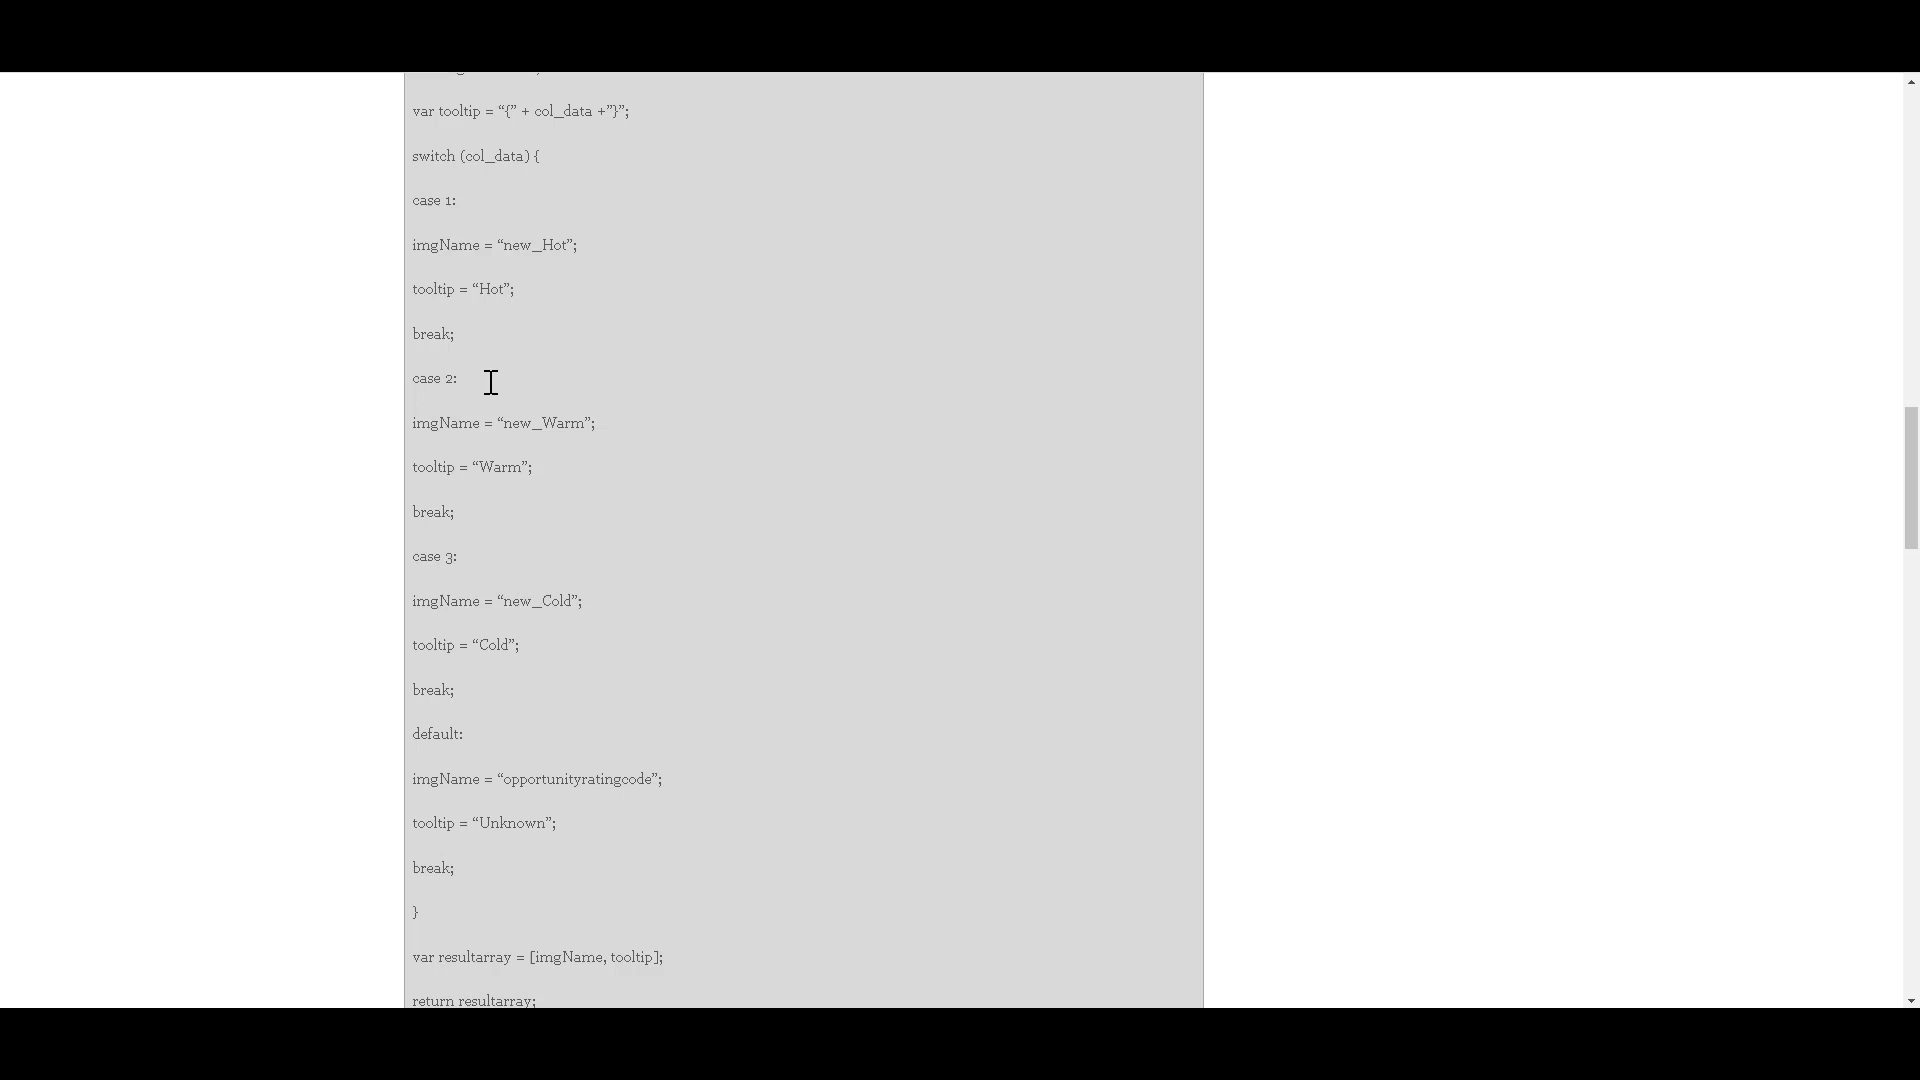 var tooltip = “{” + col_data +”}”;
switch (col_data) {
case 1:
imgName = “new_Hot”;
tooltip = “Hot”;
break;
case 2:
imgName = “new_Warm”;
tooltip = “Warm”;
break;
case 3:
imgName = “new_Cold”;
tooltip = “Cold”;
break;
default:
imgName = “opportunityratingcode”;
tooltip = “Unknown”;
break;
}
var resultarray = [imgName, tooltip];
return resultarray;